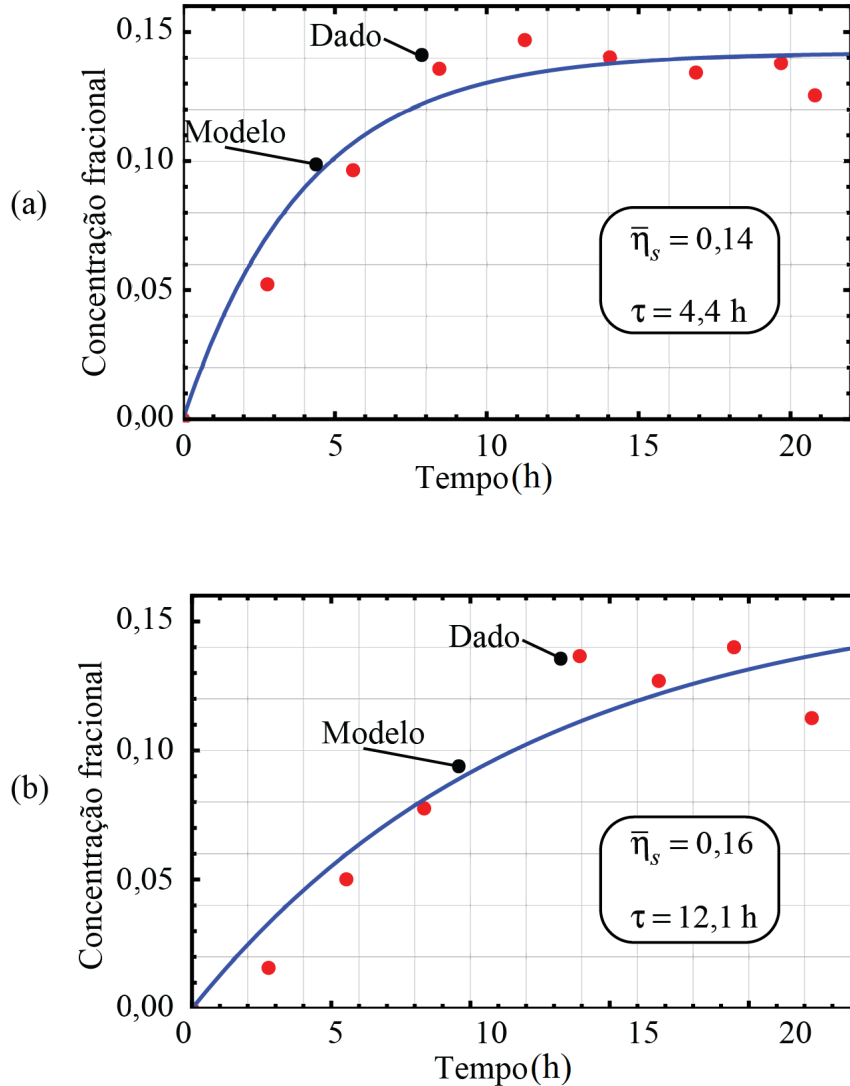 (a)
Concentração fracional
0,15
0,10
0,05
0,00
Dado
Modelo
η̄ₛ = 0,14
τ = 4,4 h
0 5 10 15 20
Tempo(h)
(b)
Concentração fracional
0,15
0,10
0,05
0,00
Dado
Modelo
η̄ₛ = 0,16
τ = 12,1 h
0 5 10 15 20
Tempo(h)